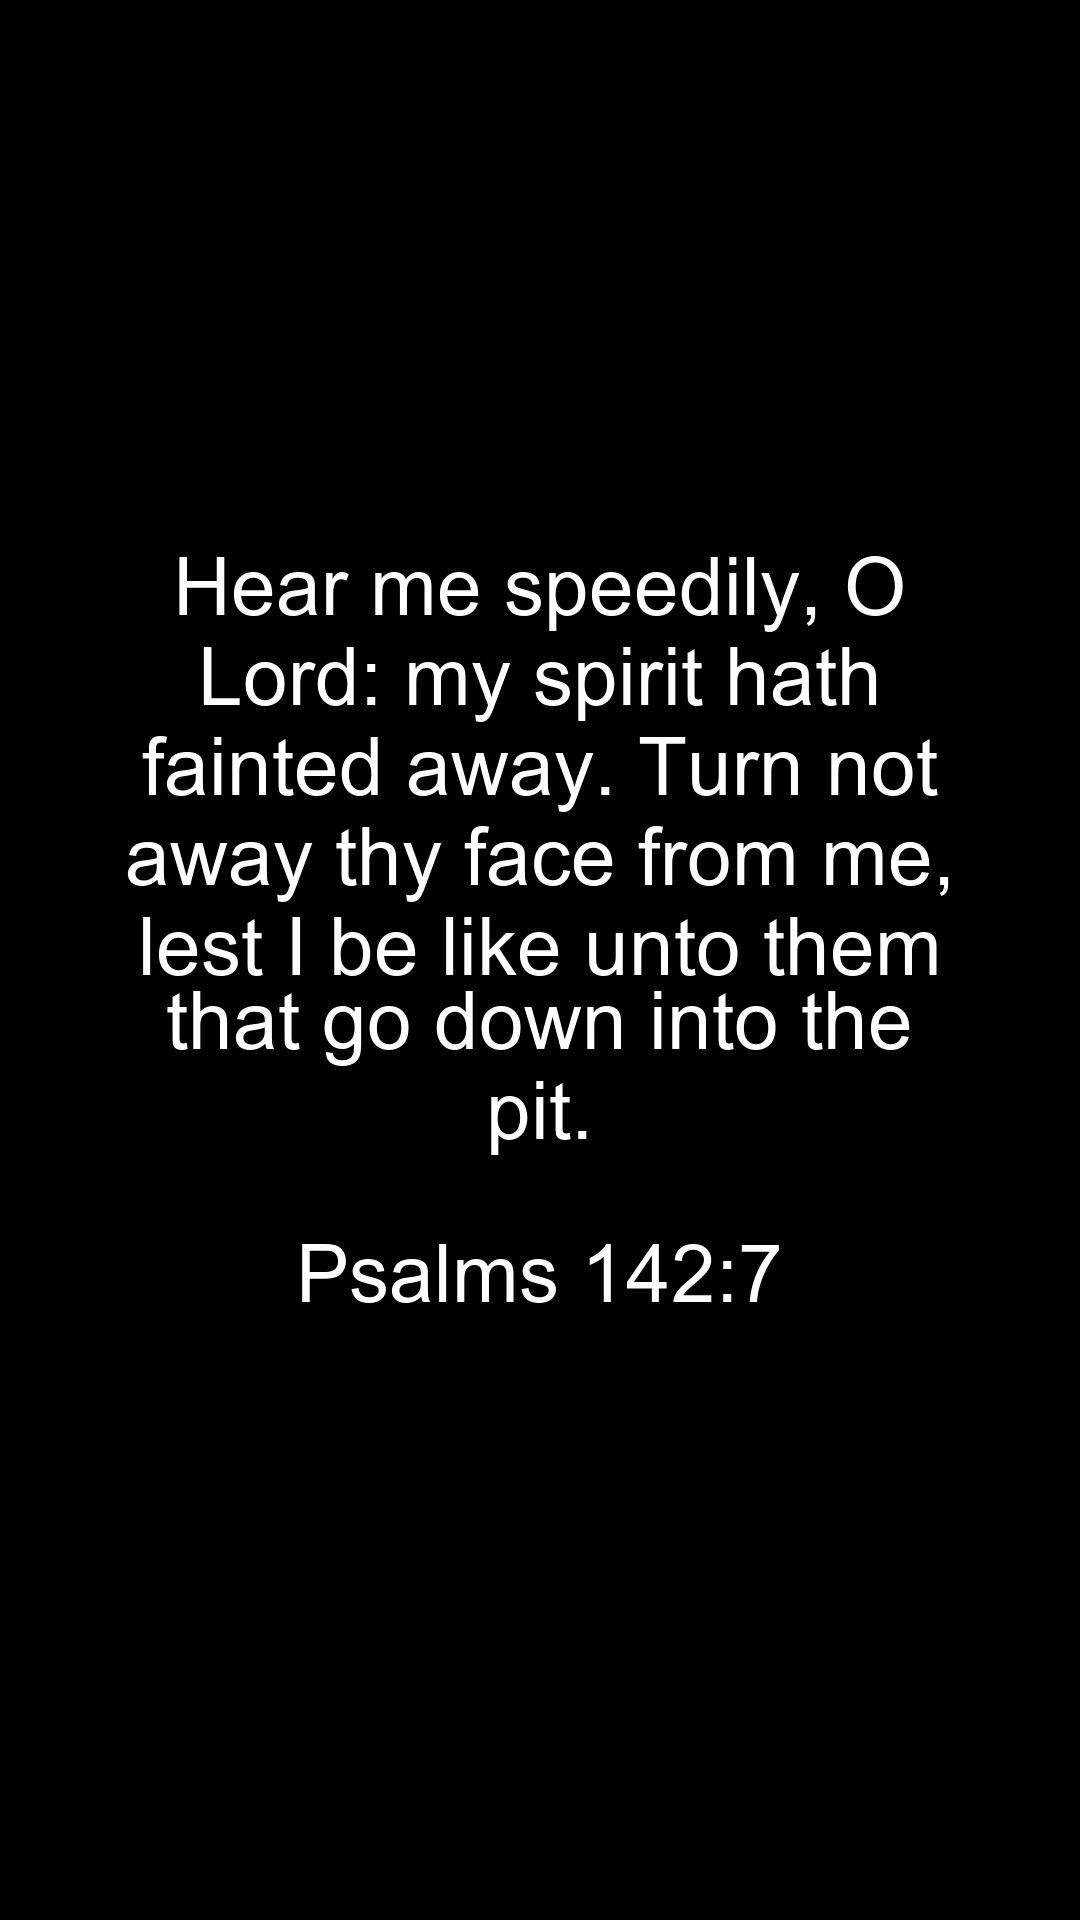 Hear me speedily, O
Lord: my spirit hath
fainted away. Turn not
away thy face from me,
lest I be like unto them
that go down into the
pit.
Psalms 142:7